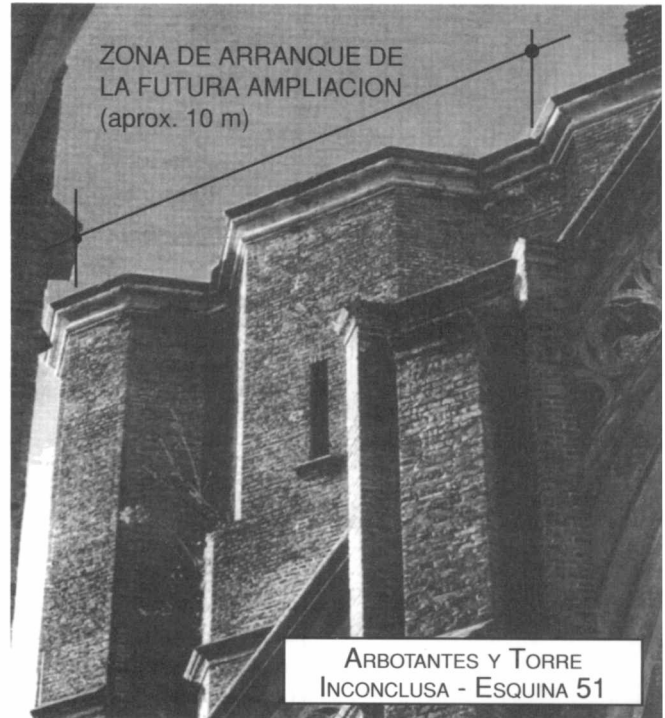 ZONA DE ARRANQUE DE
LA FUTURA AMPLIACION
(aprox. 10 m)
ARBOTANTES Y TORRE
INCONCLUSA - ESQUINA 51